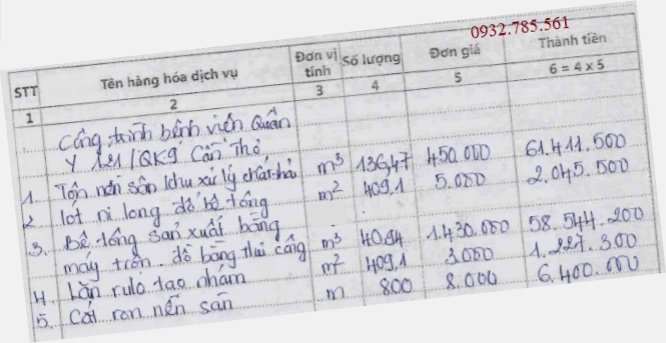 0932.785.561
STT Tên hàng hóa dịch vụ Đơn vị tính Số lượng Đơn giá Thành tiền
1 2 3 4 5 6 = 4 x 5
Công trình bệnh viện Quân
Y 121/QK9 Cần Thơ
1. Tôn nền sân khu xử lý chất thải m³ 136,47 450.000 61.411.500
2. lót ni long đổ bê tông m² 409,1 5.000 2.045.500
3. Bê tông sản xuất bằng
máy trộn đổ bằng thủ công m³ 40.94 1.430.000 58.544.200
4. Lăn rulo tạo nhám m² 409,1 3.000 1.227.300
5. Cắt ron nền sân m 800 8.000 6.400.000